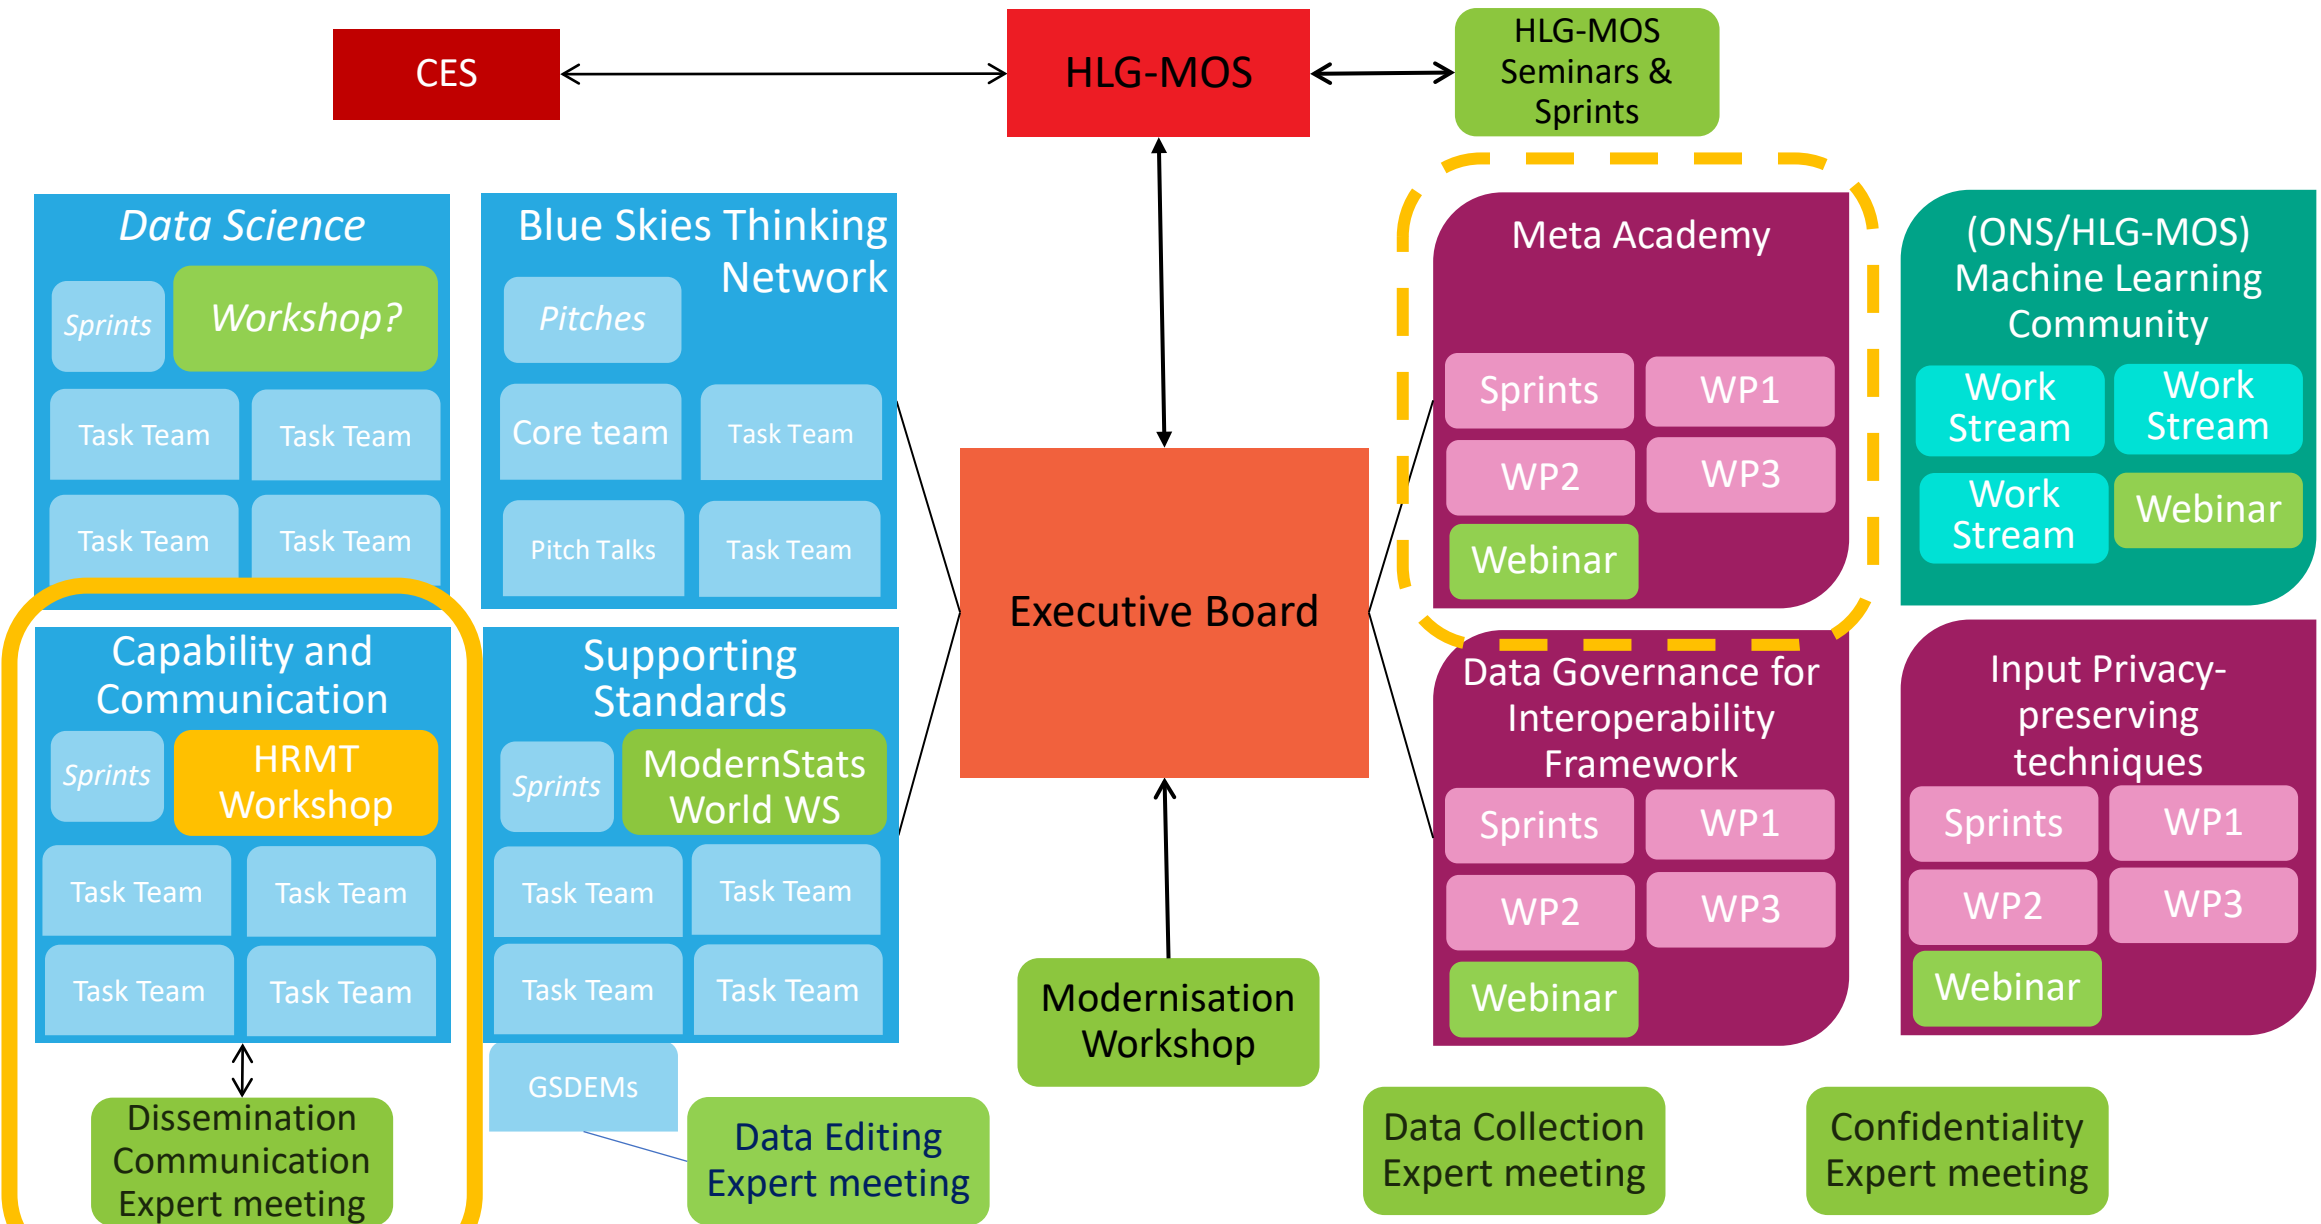 CES
HLG-MOS
HLG-MOS
Seminars &
Sprints
Data Science
Sprints
Workshop?
Task Team
Task Team
Task Team
Task Team
Blue Skies Thinking
Network
Pitches
Core team
Task Team
Pitch Talks
Task Team
Meta Academy
Sprints
WP1
WP2
WP3
Webinar
(ONS/HLG-MOS)
Machine Learning
Community
Work
Stream
Work
Stream
Work
Stream
Webinar
Executive Board
Capability and
Communication
Sprints
HRMT
Workshop
Task Team
Task Team
Task Team
Task Team
Supporting
Standards
Sprints
ModernStats
World WS
Task Team
Task Team
Task Team
Task Team
Data Governance for
Interoperability
Framework
Sprints
WP1
WP2
WP3
Webinar
Input Privacy-
preserving
techniques
Sprints
WP1
WP2
WP3
Webinar
Modernisation
Workshop
GSDEMs
Dissemination
Communication
Expert meeting
Data Editing
Expert meeting
Data Collection
Expert meeting
Confidentiality
Expert meeting